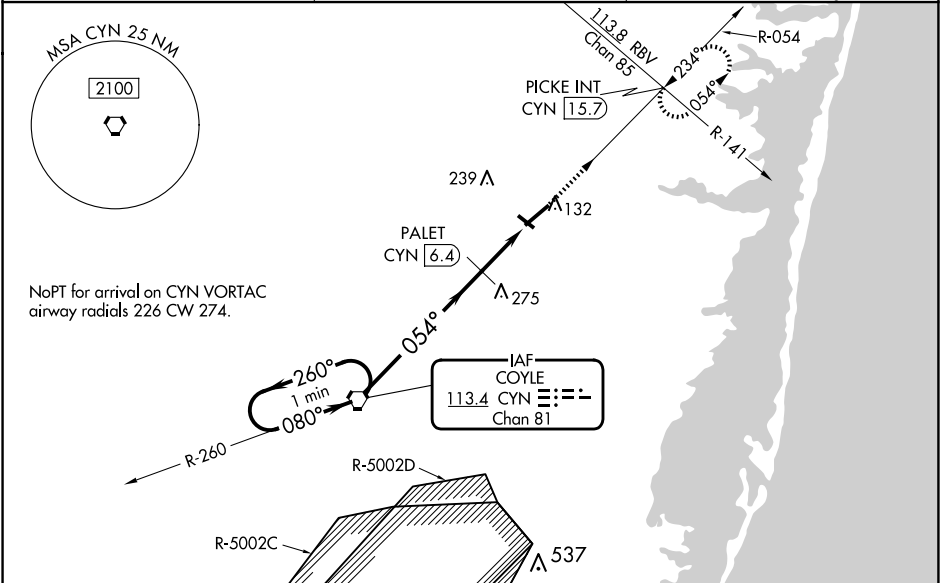 MSA CYN 25 NM
2100
113.8 RBV
Chan 85
R-054
234°
054°
PICKE INT
CYN 15.7
R-141
239
132
PALET
CYN 6.4
275
NoPT for arrival on CYN VORTAC
airway radials 226 CW 274.
054°
260°
1 min
080°
IAF
COYLE
113.4 CYN
Chan 81
R-260
R-5002D
R-5002C
537